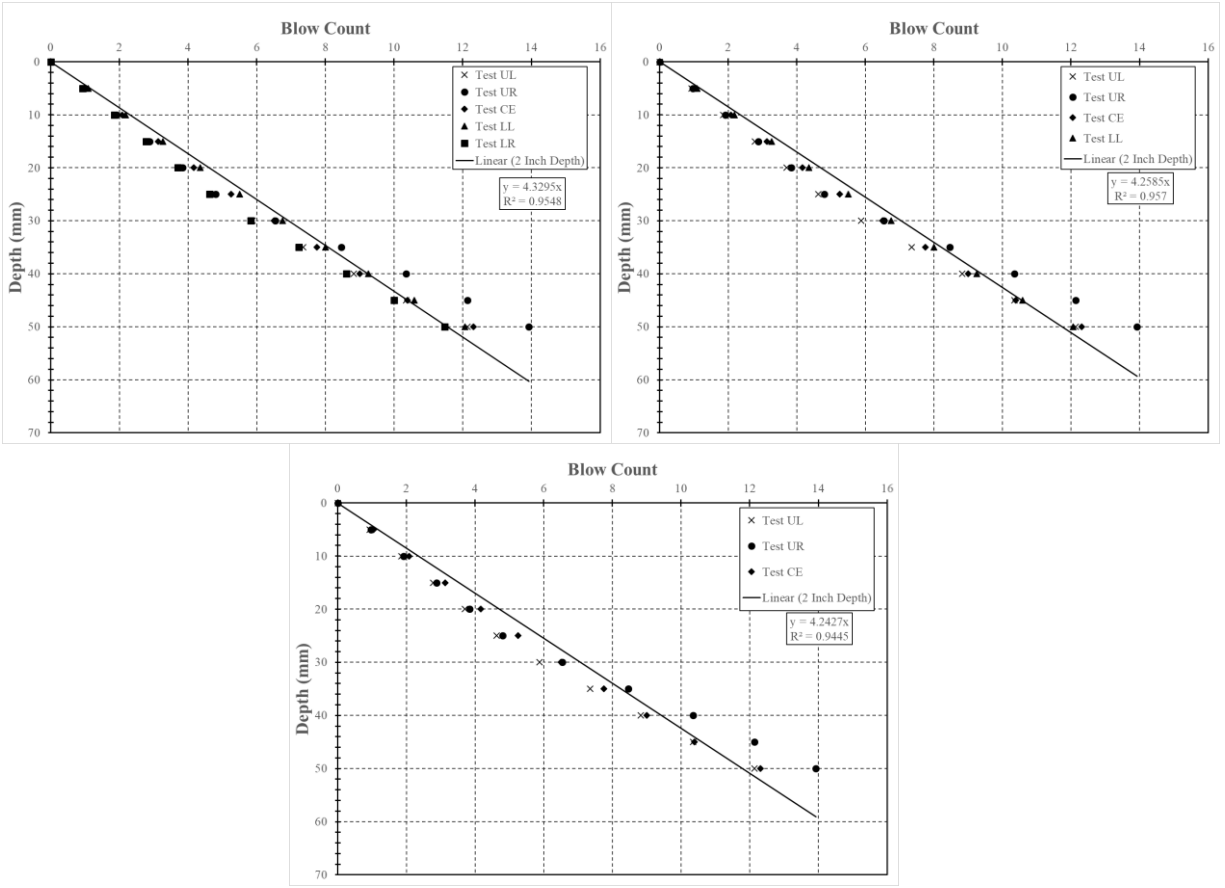 Blow Count
0 2 4 6 8 10 12 14 16
0
10
20
30
40
50
60
70
Depth (mm)
Test UL
Test UR
Test CE
Test LL
Test LR
Linear (2 Inch Depth)
y = 4.3295x
R² = 0.9548
Blow Count
0 2 4 6 8 10 12 14 16
0
10
20
30
40
50
60
70
Depth (mm)
Test UL
Test UR
Test CE
Test LL
Linear (2 Inch Depth)
y = 4.2585x
R² = 0.957
Blow Count
0 2 4 6 8 10 12 14 16
0
10
20
30
40
50
60
70
Depth (mm)
Test UL
Test UR
Test CE
Linear (2 Inch Depth)
y = 4.2427x
R² = 0.9445